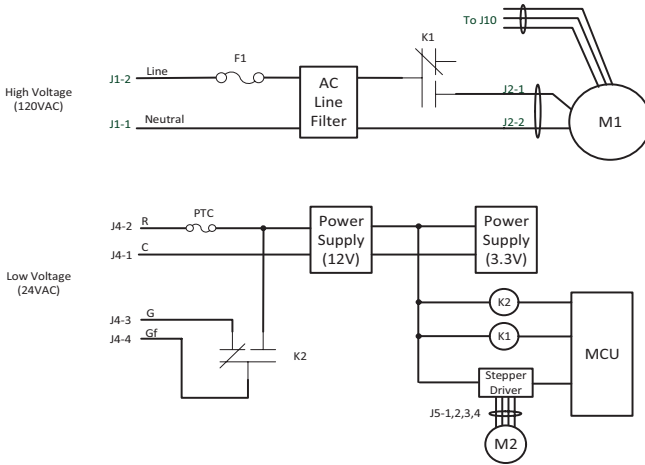 To J10
K1
F1
Line
J1-2
AC
Line
Filter
High Voltage
(120VAC)
J2-1
M1
Neutral
J1-1
J2-2
PTC
R
J4-2
Power
Supply
(12V)
Power
Supply
(3.3V)
C
J4-1
Low Voltage
(24VAC)
K2
G
J4-3
Gf
J4-4
K1
K2
MCU
Stepper
Driver
J5-1,2,3,4
M2